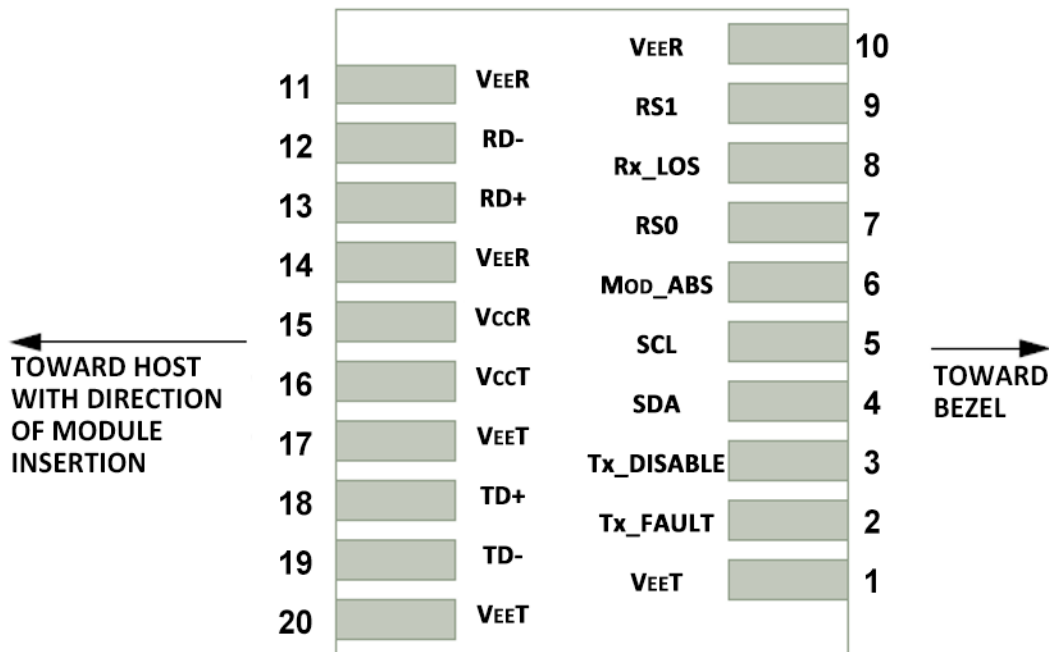 11 VEER
12 RD-
13 RD+
14 VEER
15 VCCR
16 VCCT
17 VEET
18 TD+
19 TD-
20 VEET
VEER 10
RS1 9
Rx_LOS 8
RS0 7
MOD_ABS 6
SCL 5
SDA 4
Tx_DISABLE 3
Tx_FAULT 2
VEET 1
TOWARD HOST
WITH DIRECTION
OF MODULE
INSERTION
TOWARD
BEZEL